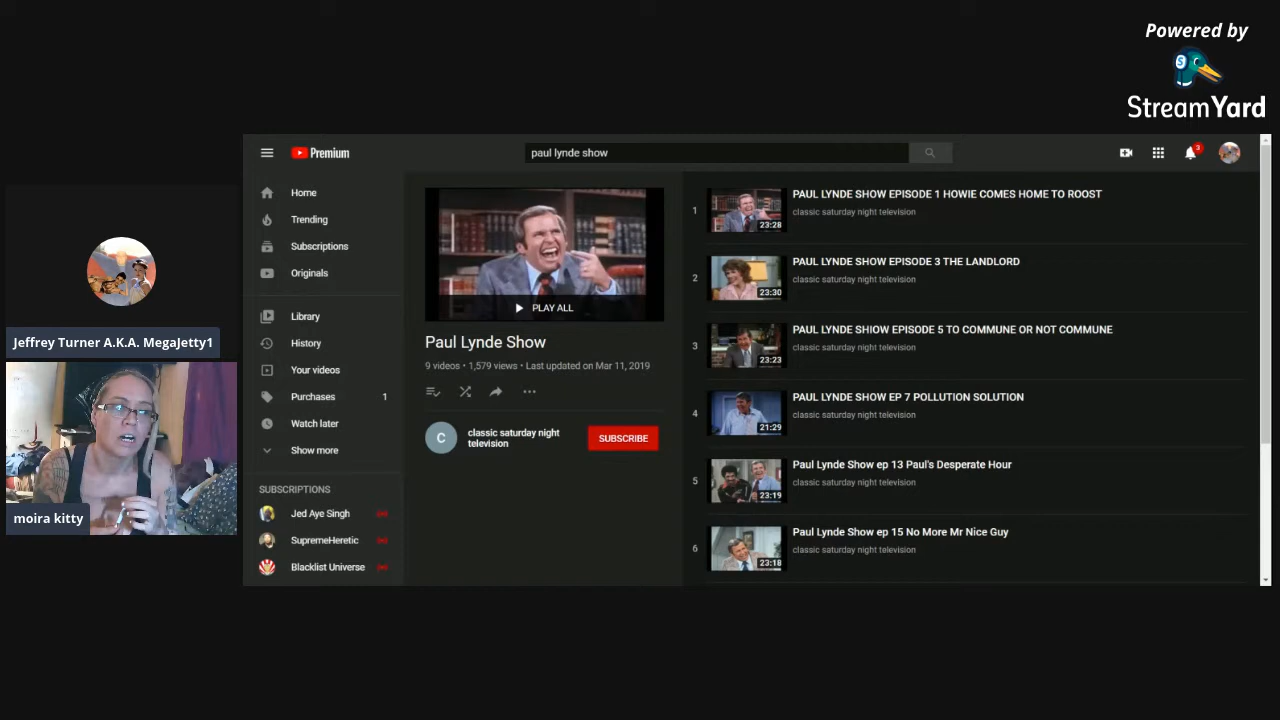 Powered by
StreamYard
Premium
paul lynde show
3
Home
Trending
Subscriptions
Originals
Library
History
Your videos
Purchases 1
Watch later
Show more
SUBSCRIPTIONS
Jed Aye Singh
SupremeHeretic
Blacklist Universe
PLAY ALL
Paul Lynde Show
9 videos • 1,579 views • Last updated on Mar 11, 2019
C
classic saturday night
television
SUBSCRIBE
1
23:28
PAUL LYNDE SHOW EPISODE 1 HOWIE COMES HOME TO ROOST
classic saturday night television
2
23:30
PAUL LYNDE SHOW EPISODE 3 THE LANDLORD
classic saturday night television
3
23:23
PAUL LYNDE SHIOW EPISODE 5 TO COMMUNE OR NOT COMMUNE
classic saturday night television
4
21:29
PAUL LYNDE SHOW EP 7 POLLUTION SOLUTION
classic saturday night television
5
23:19
Paul Lynde Show ep 13 Paul's Desperate Hour
classic saturday night television
6
23:18
Paul Lynde Show ep 15 No More Mr Nice Guy
classic saturday night television
Jeffrey Turner A.K.A. MegaJetty1
moira kitty